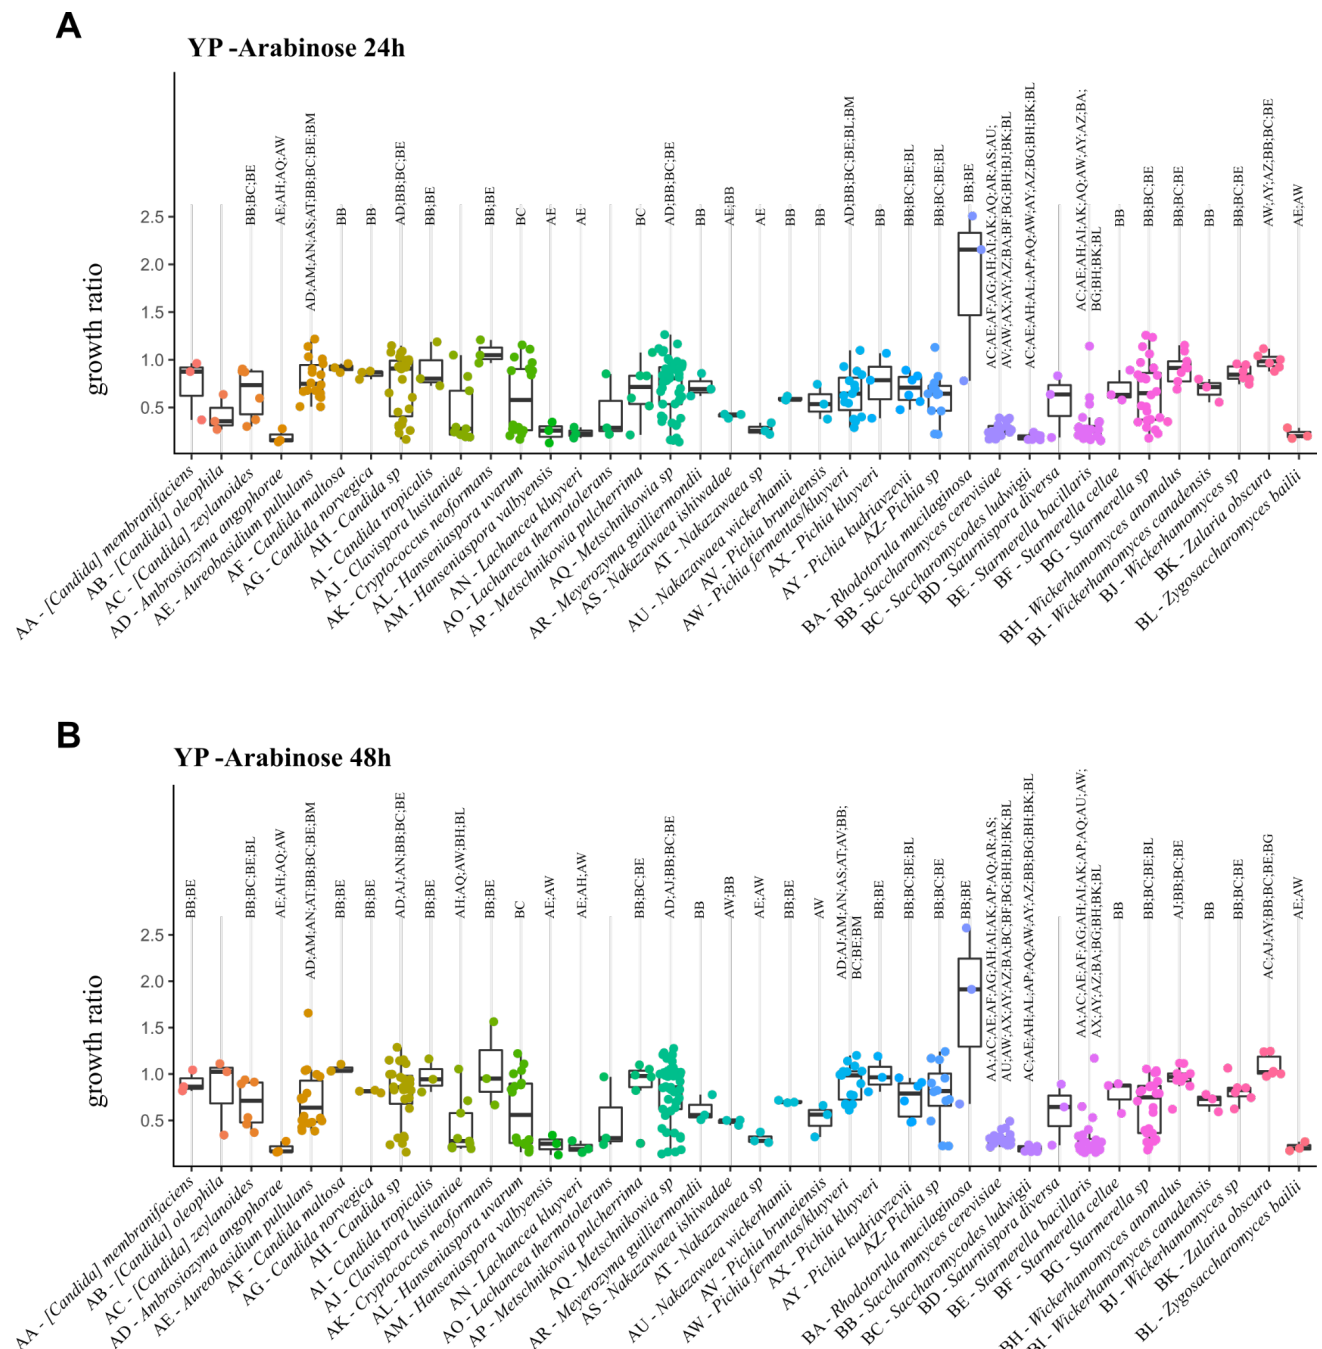 A
YP -Arabinose 24h
growth ratio
2.5
2.0
1.5
1.0
0.5
BB;BC;BE
AE;AH;AQ;AW
AD;AM;AN;AS;AT;BB;BC;BE;BM
BB
BB
AD;BB;BC;BE
BB;BE
BB;BE
BC
AE
AE
BC
AD;BB;BC;BE
BB
AE;BB
AE
BB
BB
AD;BB;BC;BE;BL;BM
BB
BB;BC;BE;BL
BB;BC;BE;BL
BB;BE
AC;AE;AF;AG;AH;AI;AK;AQ;AR;AS;AU;
AV;AW;AX;AY;AZ;BA;BF;BG;BH;BJ;BK;BL
AC;AE;AH;AL;AP;AQ;AW;AY;AZ;BG;BH;BK;BL
AC;AE;AH;AI;AK;AQ;AW;AY;AZ;BA;
BG;BH;BK;BL
BB
BB;BC;BE
BB;BC;BE
BB
BB;BC;BE
AW;AY;AZ;BB;BC;BE
AE;AW
AA - [Candida] membranifaciens
AB - [Candida] oleophila
AC - [Candida] zeylanoides
AD - Ambrosiozyma angophorae
AE - Aureobasidium pullulans
AF - Candida maltosa
AG - Candida norvegica
AH - Candida sp
AI - Candida tropicalis
AJ - Clavispora lusitaniae
AK - Cryptococcus neoformans
AL - Hanseniaspora uvarum
AM - Hanseniaspora valbyensis
AN - Lachancea kluyveri
AO - Lachancea thermotolerans
AP - Metschnikowia pulcherrima
AQ - Metschnikowia sp
AR - Meyerozyma guilliermondii
AS - Nakazawaea ishiwadae
AT - Nakazawaea sp
AU - Nakazawaea wickerhamii
AV - Pichia bruneiensis
AW - Pichia fermentas/kluyveri
AX - Pichia kluyveri
AY - Pichia kudriavzevii
AZ- Pichia sp
BA - Rhodotorula mucilaginosa
BB - Saccharomyces cerevisiae
BC - Saccharomycodes ludwigii
BD - Saturnispora diversa
BE - Starmerella bacillaris
BF - Starmerella cellae
BG - Starmerella sp
BH - Wickerhamomyces anomalus
BI - Wickerhamomyces canadensis
BJ - Wickerhamomyces sp
BK - Zalaria obscura
BL - Zygosaccharomyces bailii
B
YP -Arabinose 48h
growth ratio
2.5
2.0
1.5
1.0
0.5
BB;BE
BB;BC;BE;BL
AE;AH;AQ;AW
AD;AM;AN;AT;BB;BC;BE;BM
BB;BE
BB;BE
AD;AJ;AN;BB;BC;BE
BB;BE
AH;AQ;AW;BH;BL
BB;BE
BC
AE;AW
AE;AH;AW
BB;BC;BE
AD;AJ;BB;BC;BE
BB
AW;BB
AE;AW
BB;BE
AW
AD;AJ;AM;AN;AS;AT;AV;BB;
BC;BE;BM
BB;BE
BB;BC;BE;BL
BB;BC;BE
BB;BE
AA;AC;AE;AF;AG;AH;AI;AK;AP;AQ;AR;AS;
AU;AW;AX;AY;AZ;BA;BC;BF;BG;BH;BJ;BK;BL
AC;AE;AH;AL;AP;AQ;AW;AY;AZ;BB;BG;BH;BK;BL
AA;AC;AE;AF;AG;AH;AI;AK;AP;AQ;AU;AW;
AX;AY;AZ;BA;BG;BH;BK;BL
BB
BB;BC;BE;BL
AJ;BB;BC;BE
BB
BB;BC;BE
AC;AJ;AY;BB;BC;BE;BG
AE;AW
AA - [Candida] membranifaciens
AB - [Candida] oleophila
AC - [Candida] zeylanoides
AD - Ambrosiozyma angophorae
AE - Aureobasidium pullulans
AF - Candida maltosa
AG - Candida norvegica
AH - Candida sp
AI - Candida tropicalis
AJ - Clavispora lusitaniae
AK - Cryptococcus neoformans
AL - Hanseniaspora uvarum
AM - Hanseniaspora valbyensis
AN - Lachancea kluyveri
AO - Lachancea thermotolerans
AP - Metschnikowia pulcherrima
AQ - Metschnikowia sp
AR - Meyerozyma guilliermondii
AS - Nakazawaea ishiwadae
AT - Nakazawaea sp
AU - Nakazawaea wickerhamii
AV - Pichia bruneiensis
AW - Pichia fermentas/kluyveri
AX - Pichia kluyveri
AY - Pichia kudriavzevii
AZ- Pichia sp
BA - Rhodotorula mucilaginosa
BB - Saccharomyces cerevisiae
BC - Saccharomycodes ludwigii
BD - Saturnispora diversa
BE - Starmerella bacillaris
BF - Starmerella cellae
BG - Starmerella sp
BH - Wickerhamomyces anomalus
BI - Wickerhamomyces canadensis
BJ - Wickerhamomyces sp
BK - Zalaria obscura
BL - Zygosaccharomyces bailii